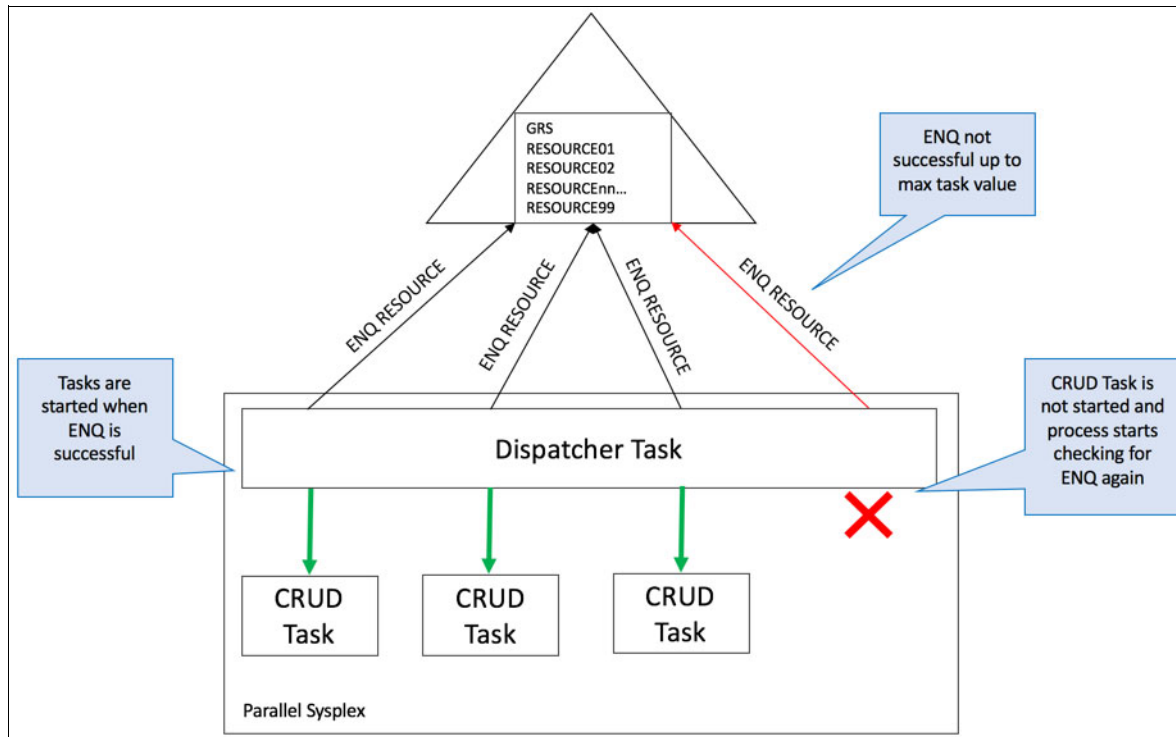 GRS
RESOURCE01
RESOURCE02
RESOURCEnn...
RESOURCE99
ENQ not
successful up to
max task value
ENQ RESOURCE
ENQ RESOURCE
ENQ RESOURCE
ENQ RESOURCE
Tasks are
started when
ENQ is
successful
Dispatcher Task
CRUD Task is
not started and
process starts
checking for
ENQ again
CRUD
Task
CRUD
Task
CRUD
Task
Parallel Sysplex